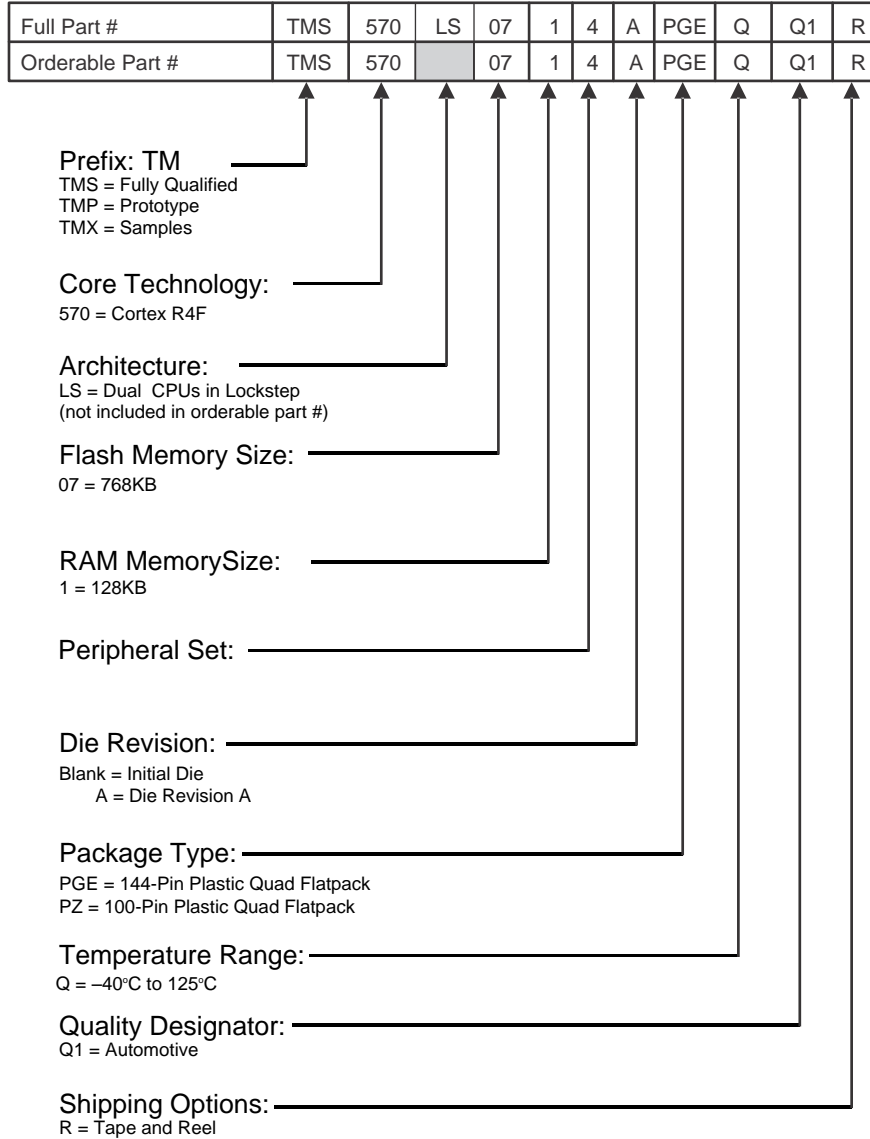 Full Part # TMS 570 LS 07 1 4 A PGE Q Q1 R
Orderable Part # TMS 570 07 1 4 A PGE Q Q1 R
Prefix: TM
TMS = Fully Qualified
TMP = Prototype
TMX = Samples
Core Technology:
570 = Cortex R4F
Architecture:
LS = Dual CPUs in Lockstep
(not included in orderable part #)
Flash Memory Size:
07 = 768KB
RAM MemorySize:
1 = 128KB
Peripheral Set:
Die Revision:
Blank = Initial Die
A = Die Revision A
Package Type:
PGE = 144-Pin Plastic Quad Flatpack
PZ = 100-Pin Plastic Quad Flatpack
Temperature Range:
Q = –40°C to 125°C
Quality Designator:
Q1 = Automotive
Shipping Options:
R = Tape and Reel